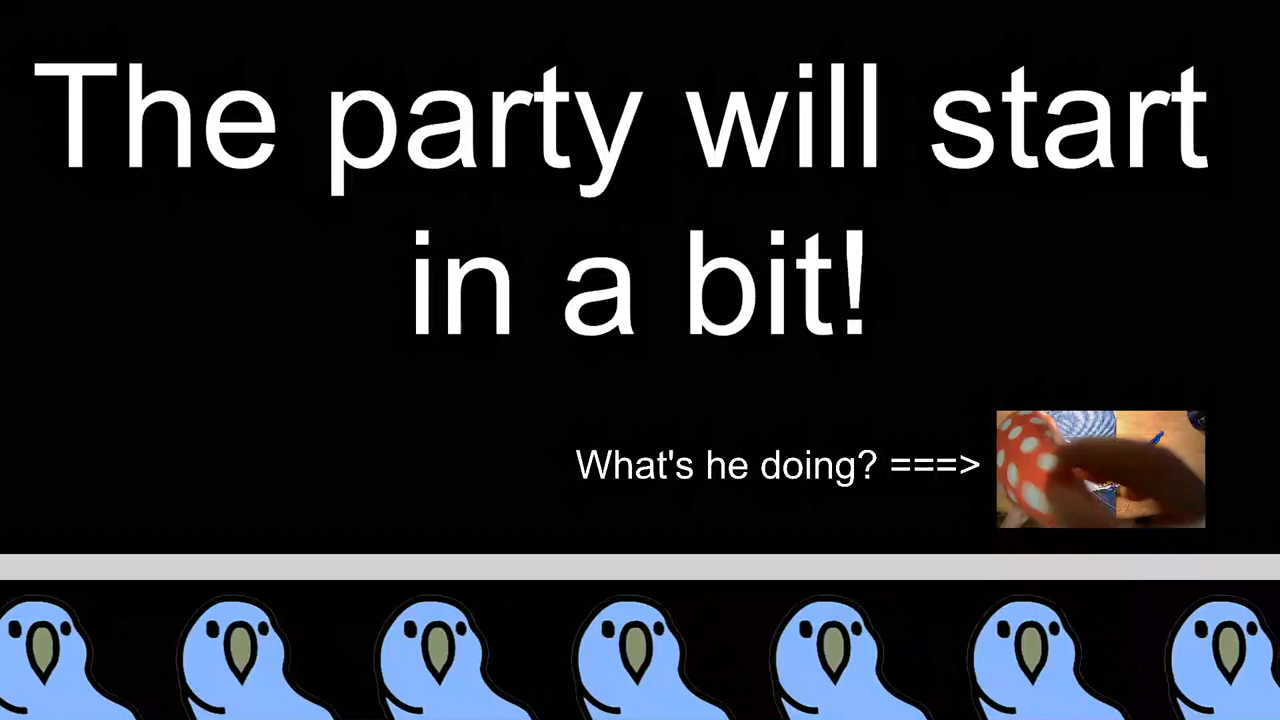 The party will start
in a bit!
What's he doing? ===>